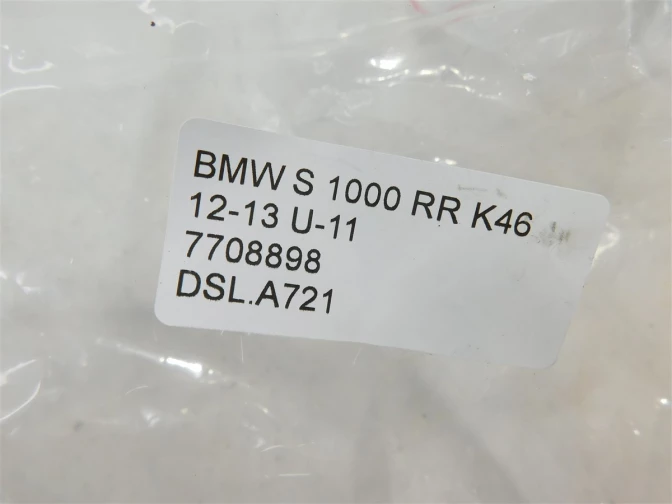 BMW S 1000 RR K46
12-13 U-11
7708898
DSL.A721